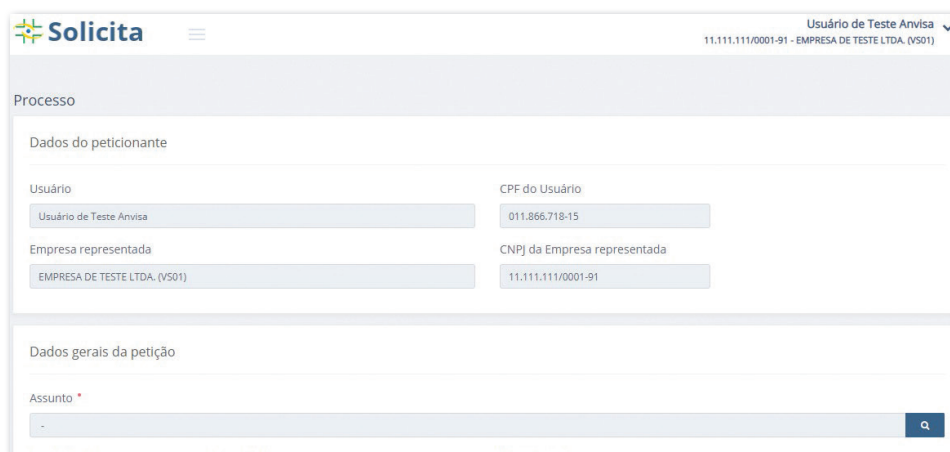 Solicita
Usuário de Teste Anvisa
11.111.111/0001-91 - EMPRESA DE TESTE LTDA. (VS01)
Processo
Dados do peticionante
Usuário
CPF do Usuário
Usuário de Teste Anvisa
011.866.718-15
Empresa representada
CNPJ da Empresa representada
EMPRESA DE TESTE LTDA. (VS01)
11.111.111/0001-91
Dados gerais da petição
Assunto *
-